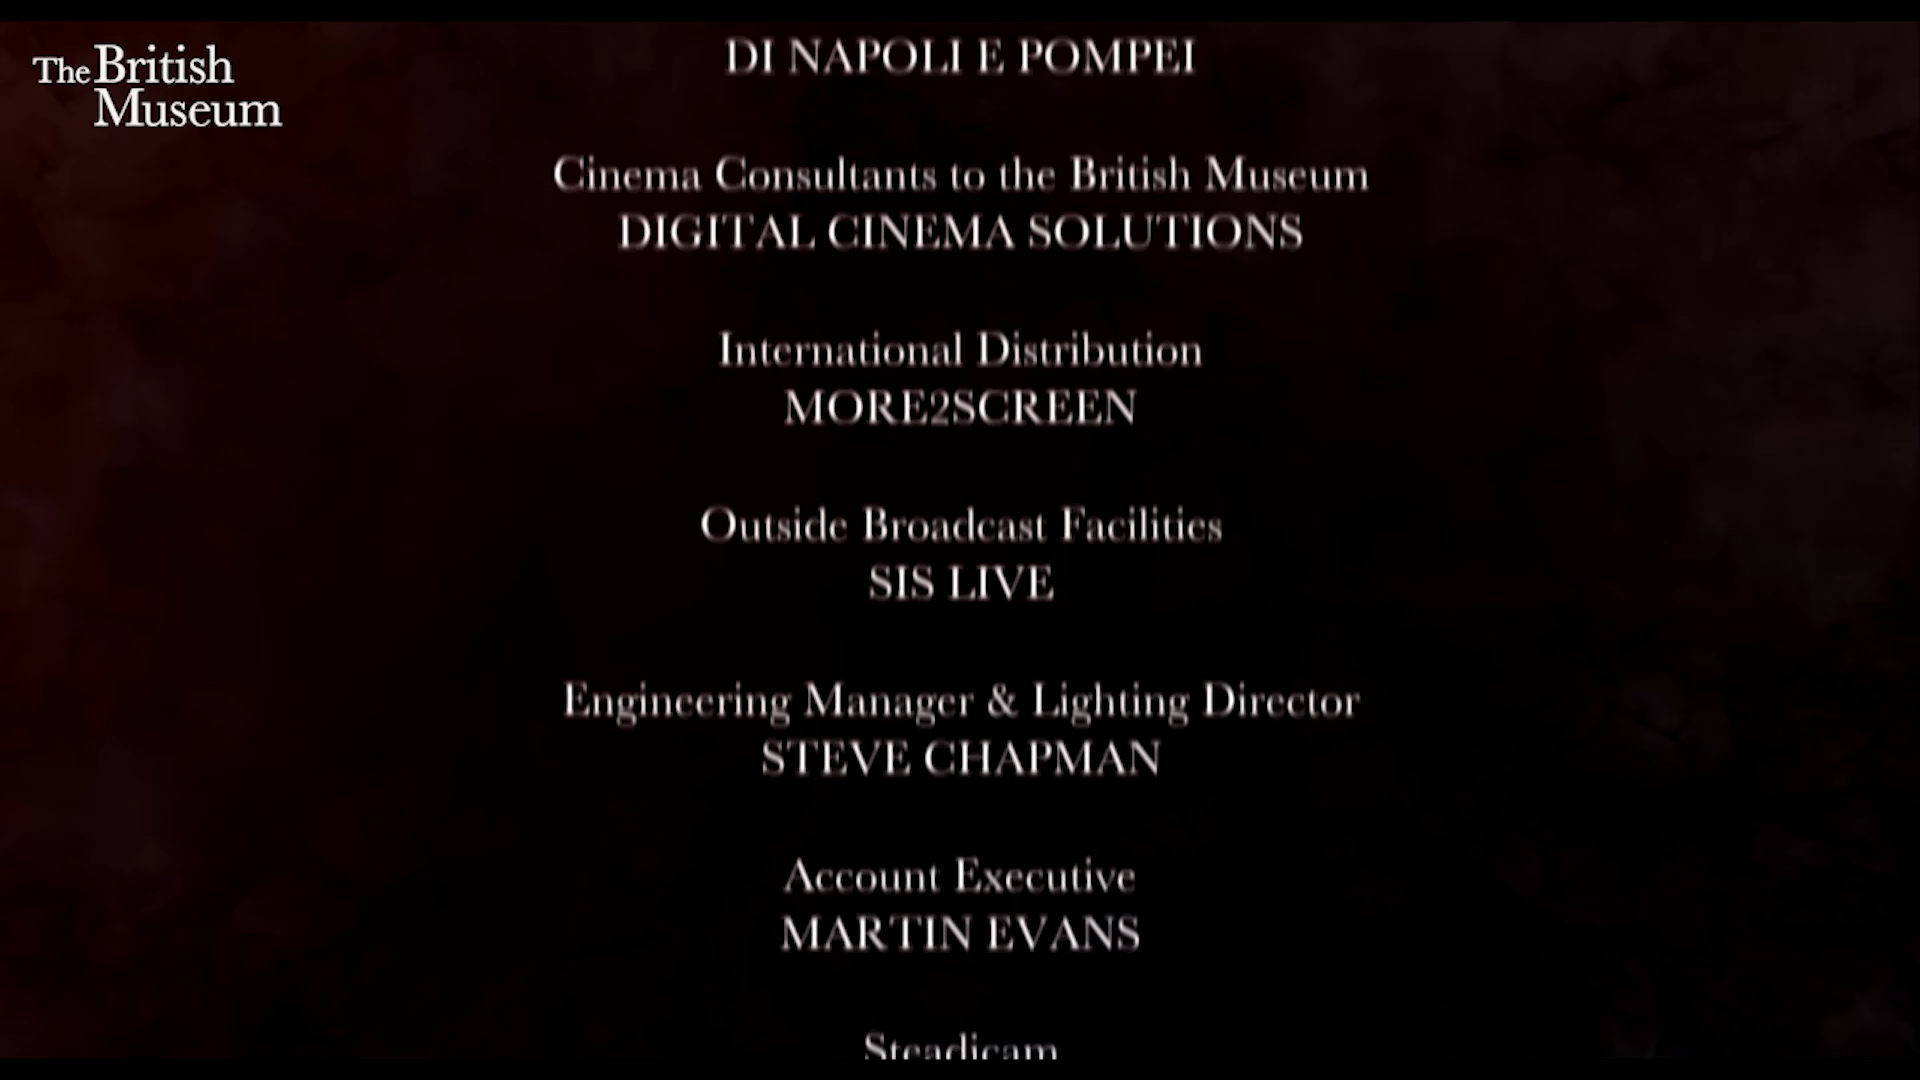 The British
Museum
DI NAPOLI E POMPEI
Cinema Consultants to the British Museum
DIGITAL CINEMA SOLUTIONS
International Distribution
MORE2SCREEN
Outside Broadcast Facilities
SIS LIVE
Engineering Manager & Lighting Director
STEVE CHAPMAN
Account Executive
MARTIN EVANS
Steadicam